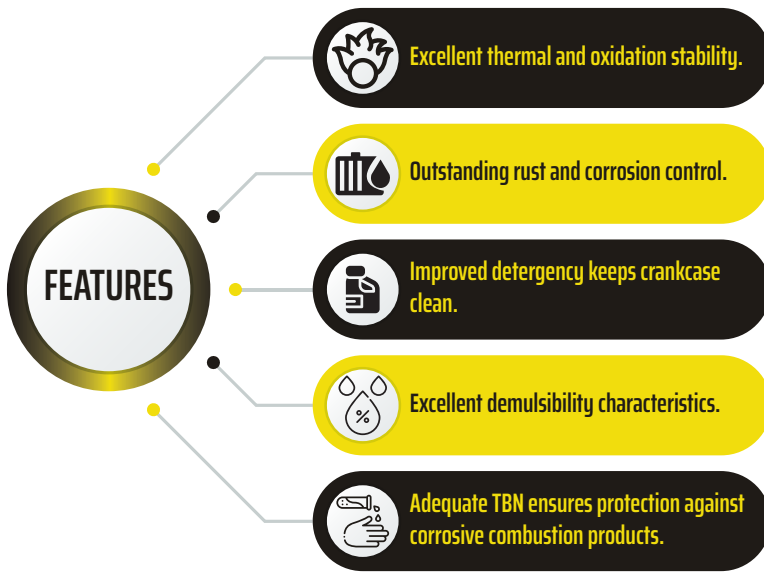 FEATURES
Excellent thermal and oxidation stability.
Outstanding rust and corrosion control.
Improved detergency keeps crankcase
clean.
Excellent demulsibility characteristics.
%
Adequate TBN ensures protection against
corrosive combustion products.